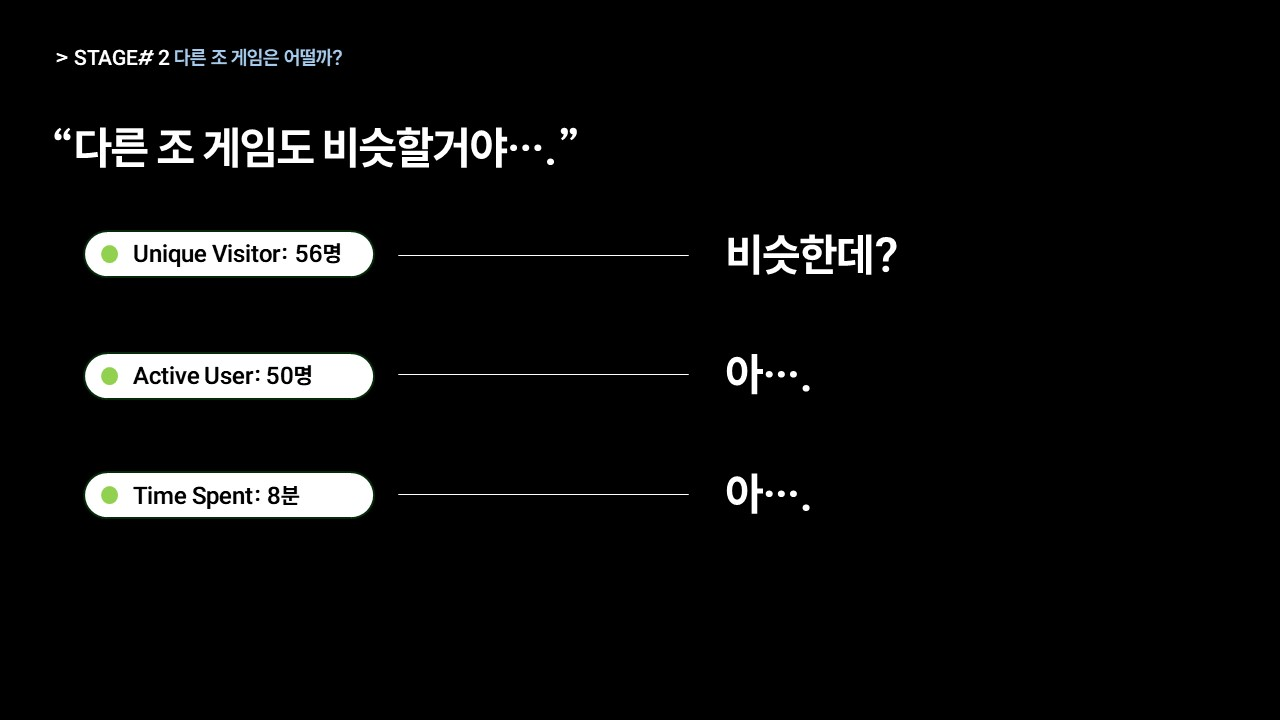 > STAGE# 2 다른 조 게임은 어떨까?
“다른 조 게임도 비슷할거야….”
Unique Visitor: 56명
비슷한데?
Active User: 50명
아….
Time Spent: 8분
아….